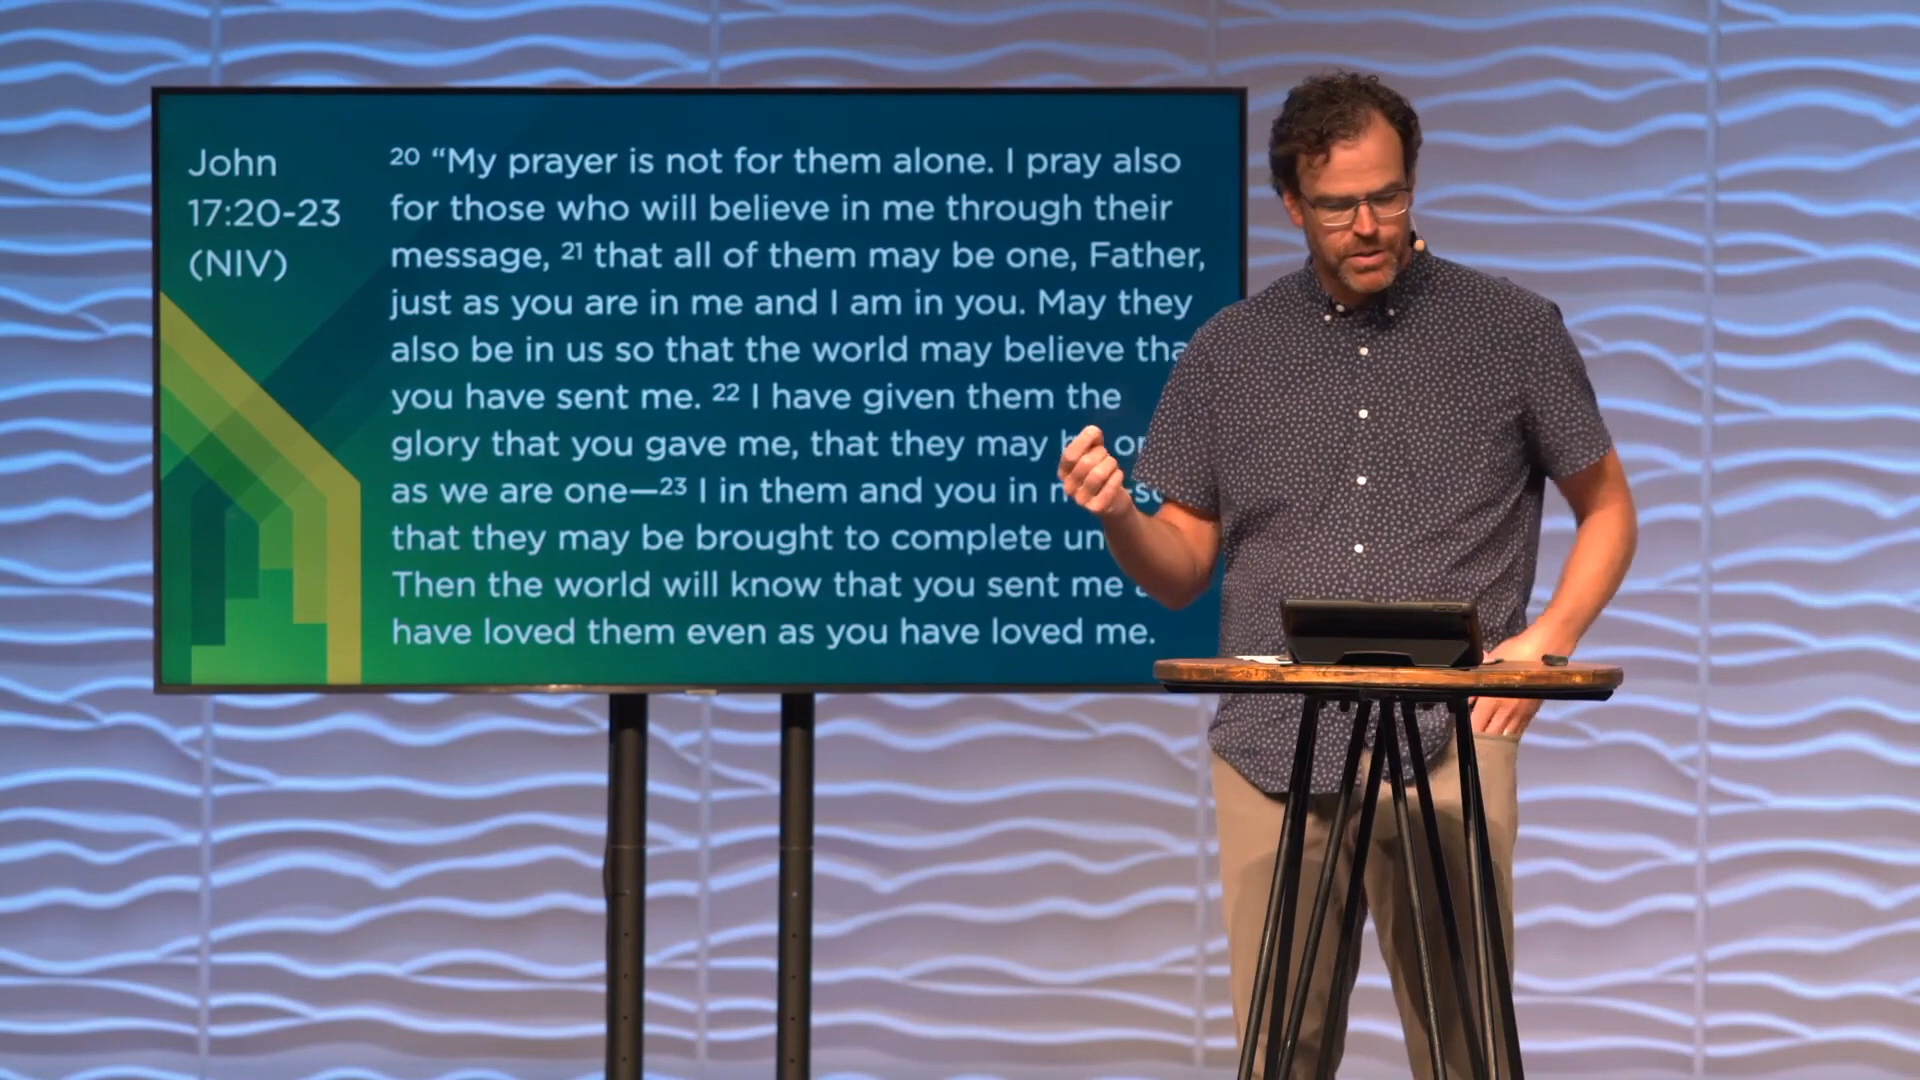 John
17:20-23
(NIV)
20 “My prayer is not for them alone. I pray also
for those who will believe in me through their
message, 21 that all of them may be one, Father,
just as you are in me and I am in you. May they
also be in us so that the world may believe
you have sent me. 22 I have given them the
glory that you gave me, that they may
as we are one—23 I in them and you in
that they may be brought to complete
Then the world will know that you sent me
have loved them even as you have loved me.